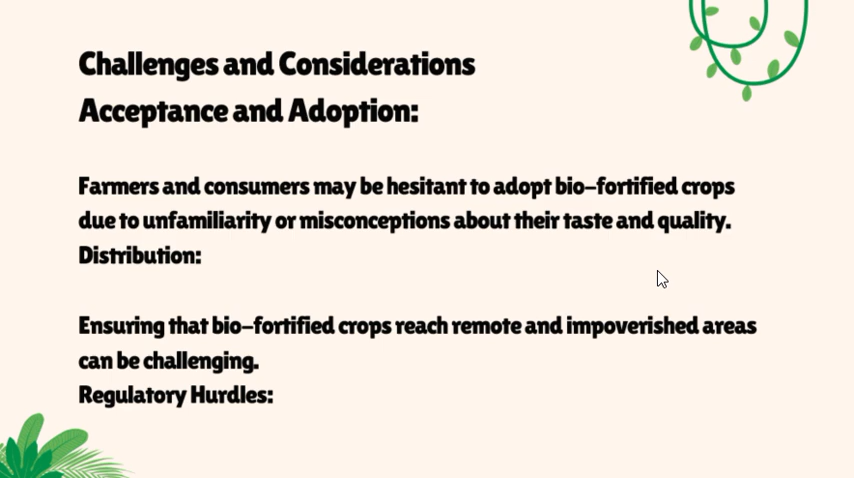 Challenges and Considerations
Acceptance and Adoption:
Farmers and consumers may be hesitant to adopt bio-fortified crops
due to unfamiliarity or misconceptions about their taste and quality.
Distribution:
Ensuring that bio-fortified crops reach remote and impoverished areas
can be challenging.
Regulatory Hurdles: